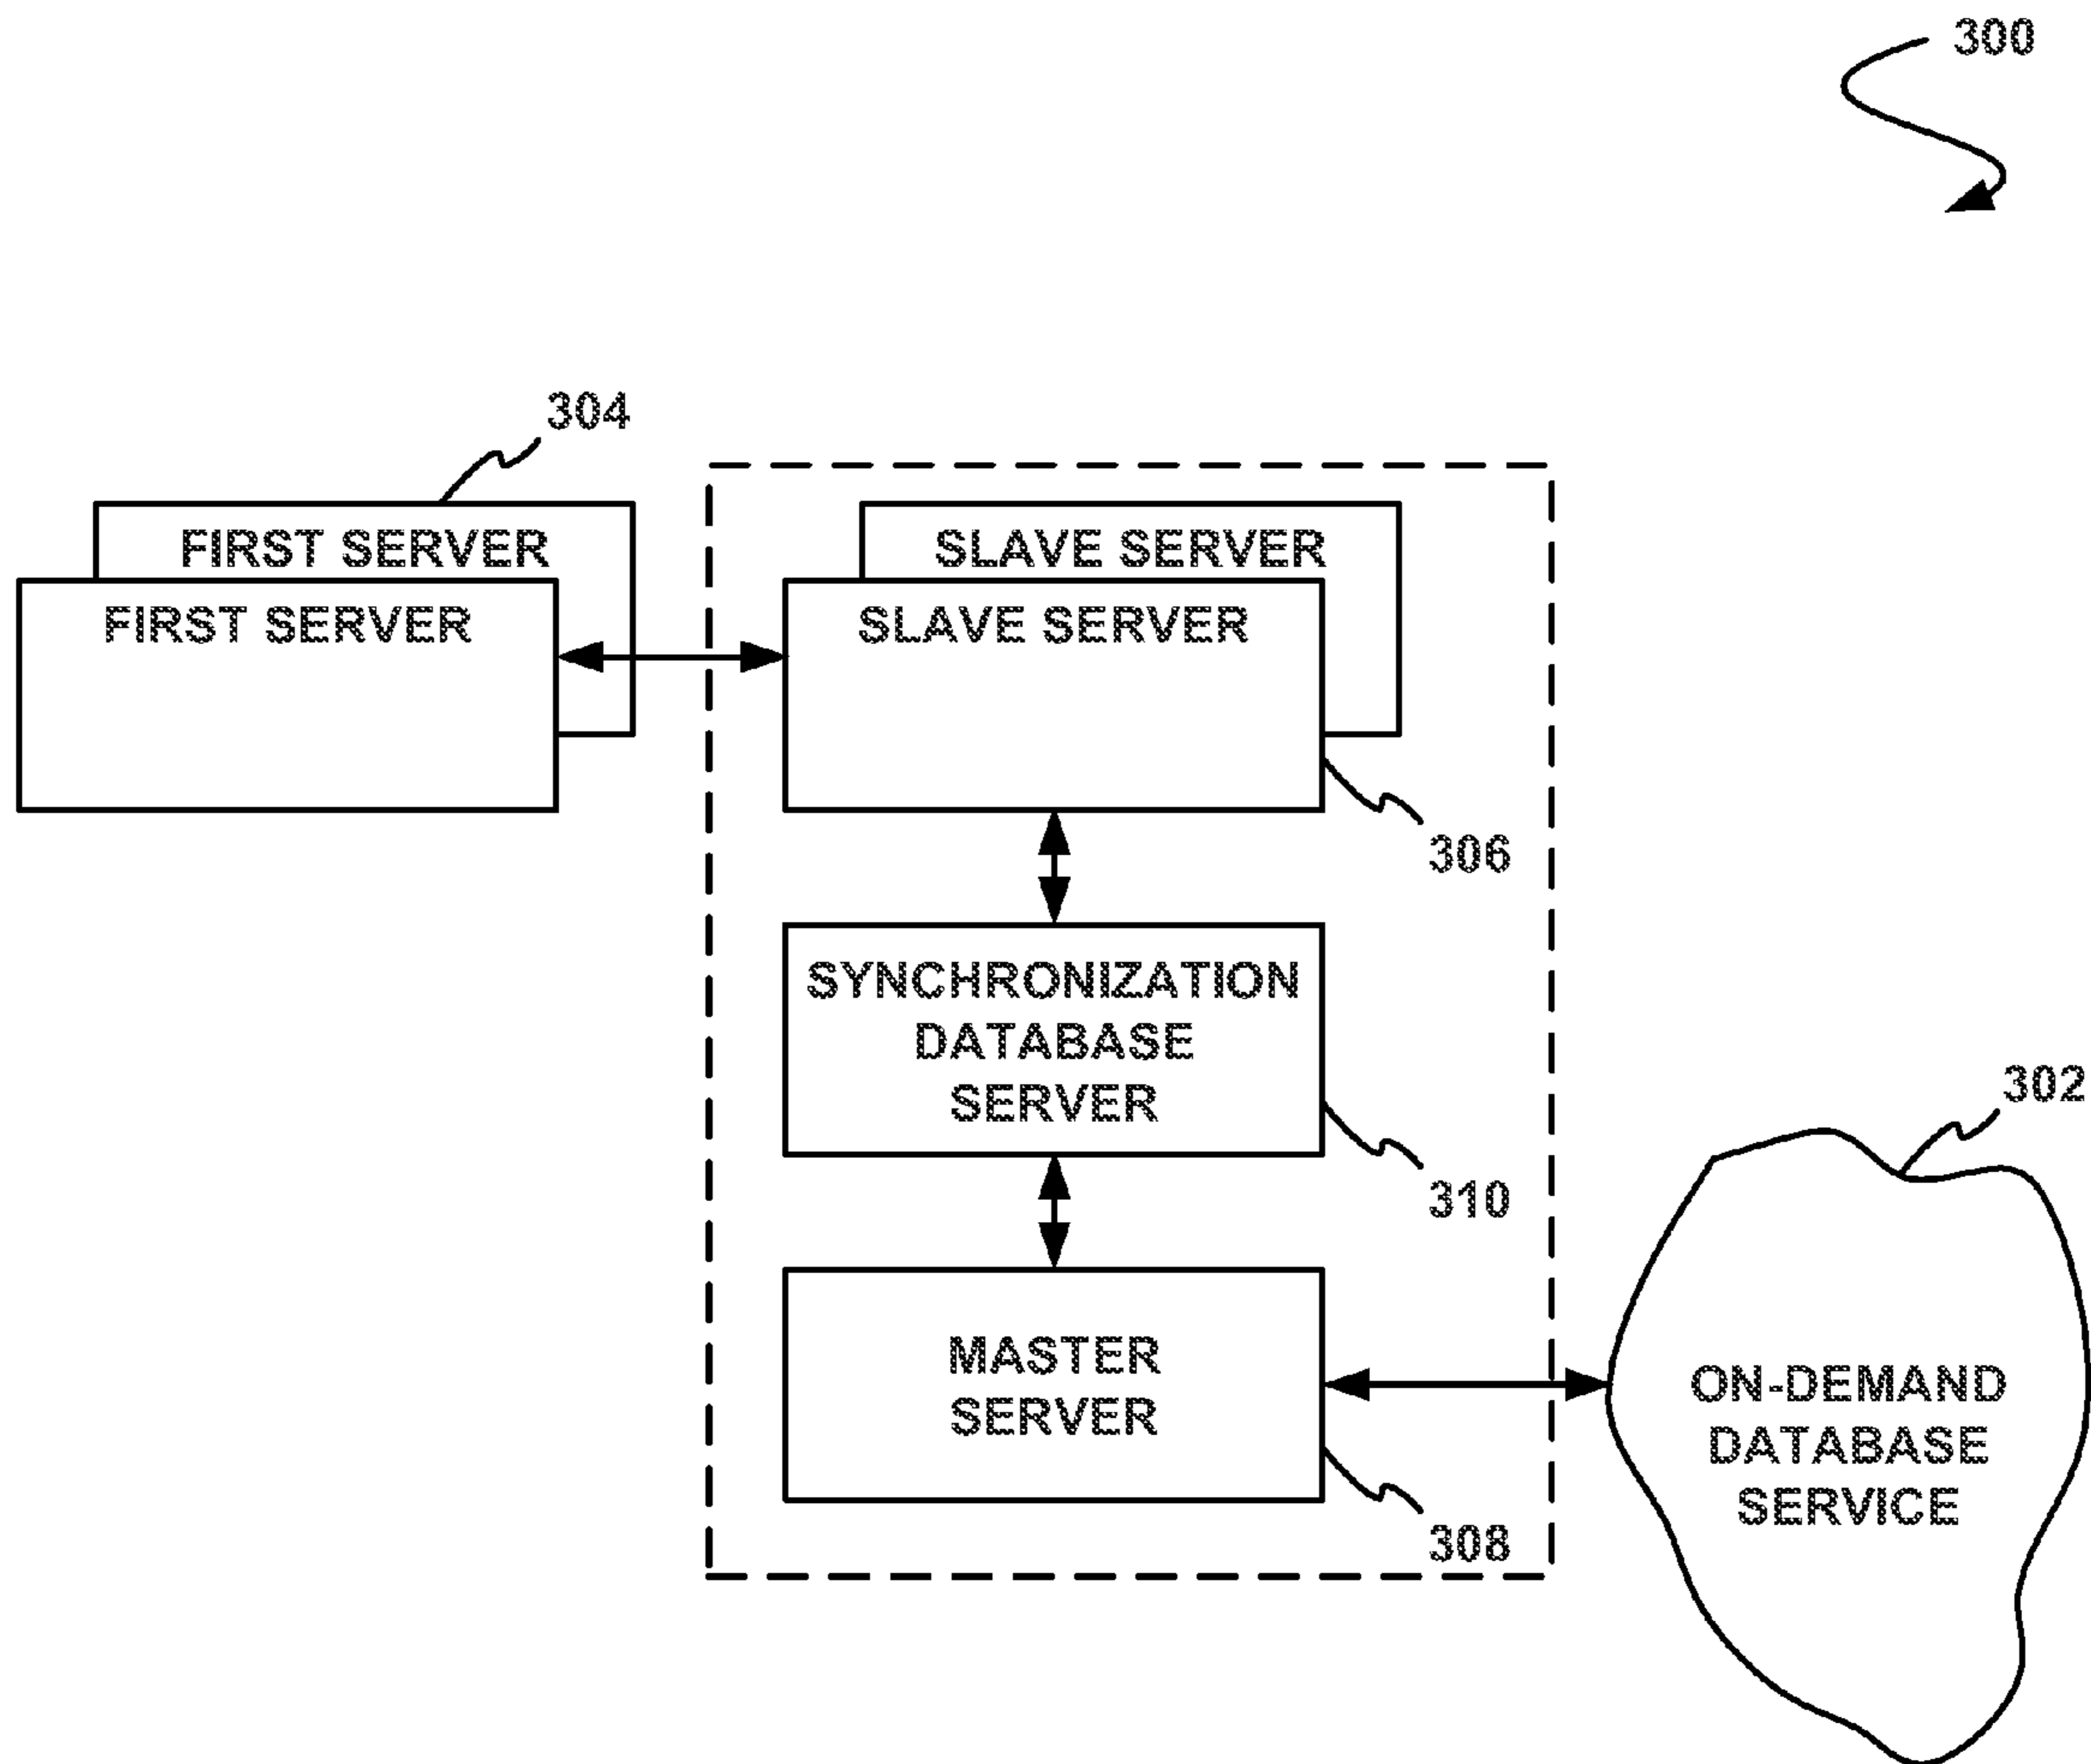 300
304
FIRST SERVER
FIRST SERVER
SLAVE SERVER
SLAVE SERVER
306
SYNCHRONIZATION
DATABASE
SERVER
310
MASTER
SERVER
308
302
ON-DEMAND
DATABASE
SERVICE